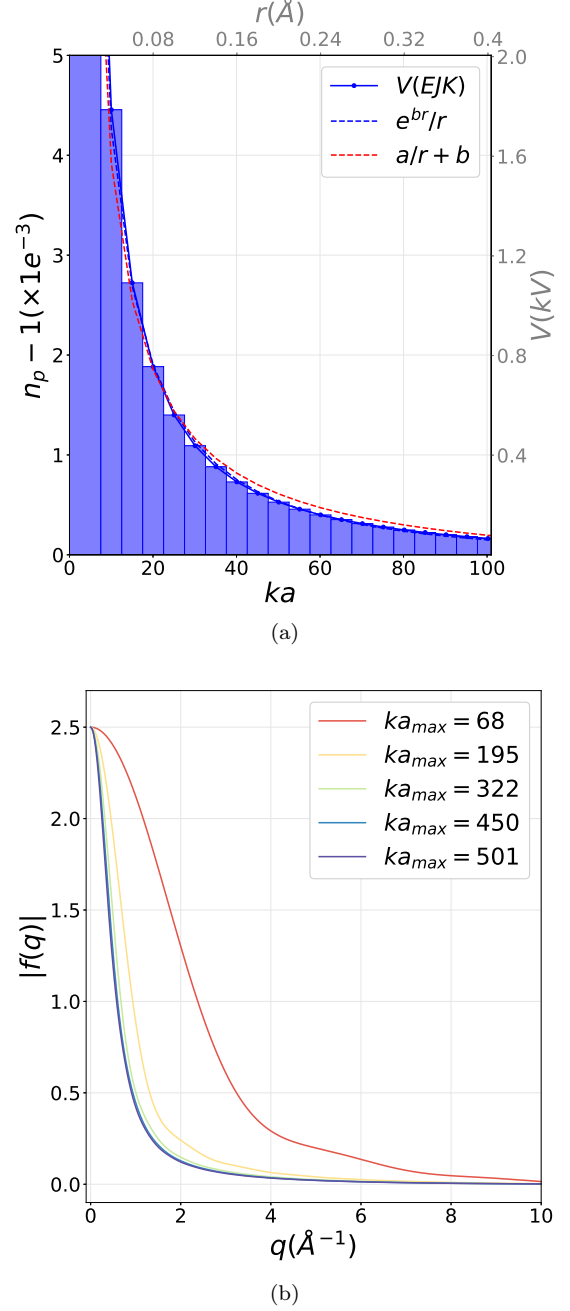 r(Å)
0.08 0.16 0.24 0.32 0.4
5
4
3
2
1
0
n_p − 1(×1e^{−3})
V(EJK)
e^{br}/r
a/r + b
2.0
1.6
1.2
0.8
0.4
V(kV)
0 20 40 60 80 100
ka
(a)
2.5
2.0
1.5
1.0
0.5
0.0
|f(q)|
ka_{max} = 68
ka_{max} = 195
ka_{max} = 322
ka_{max} = 450
ka_{max} = 501
0 2 4 6 8 10
q(Å^{−1})
(b)